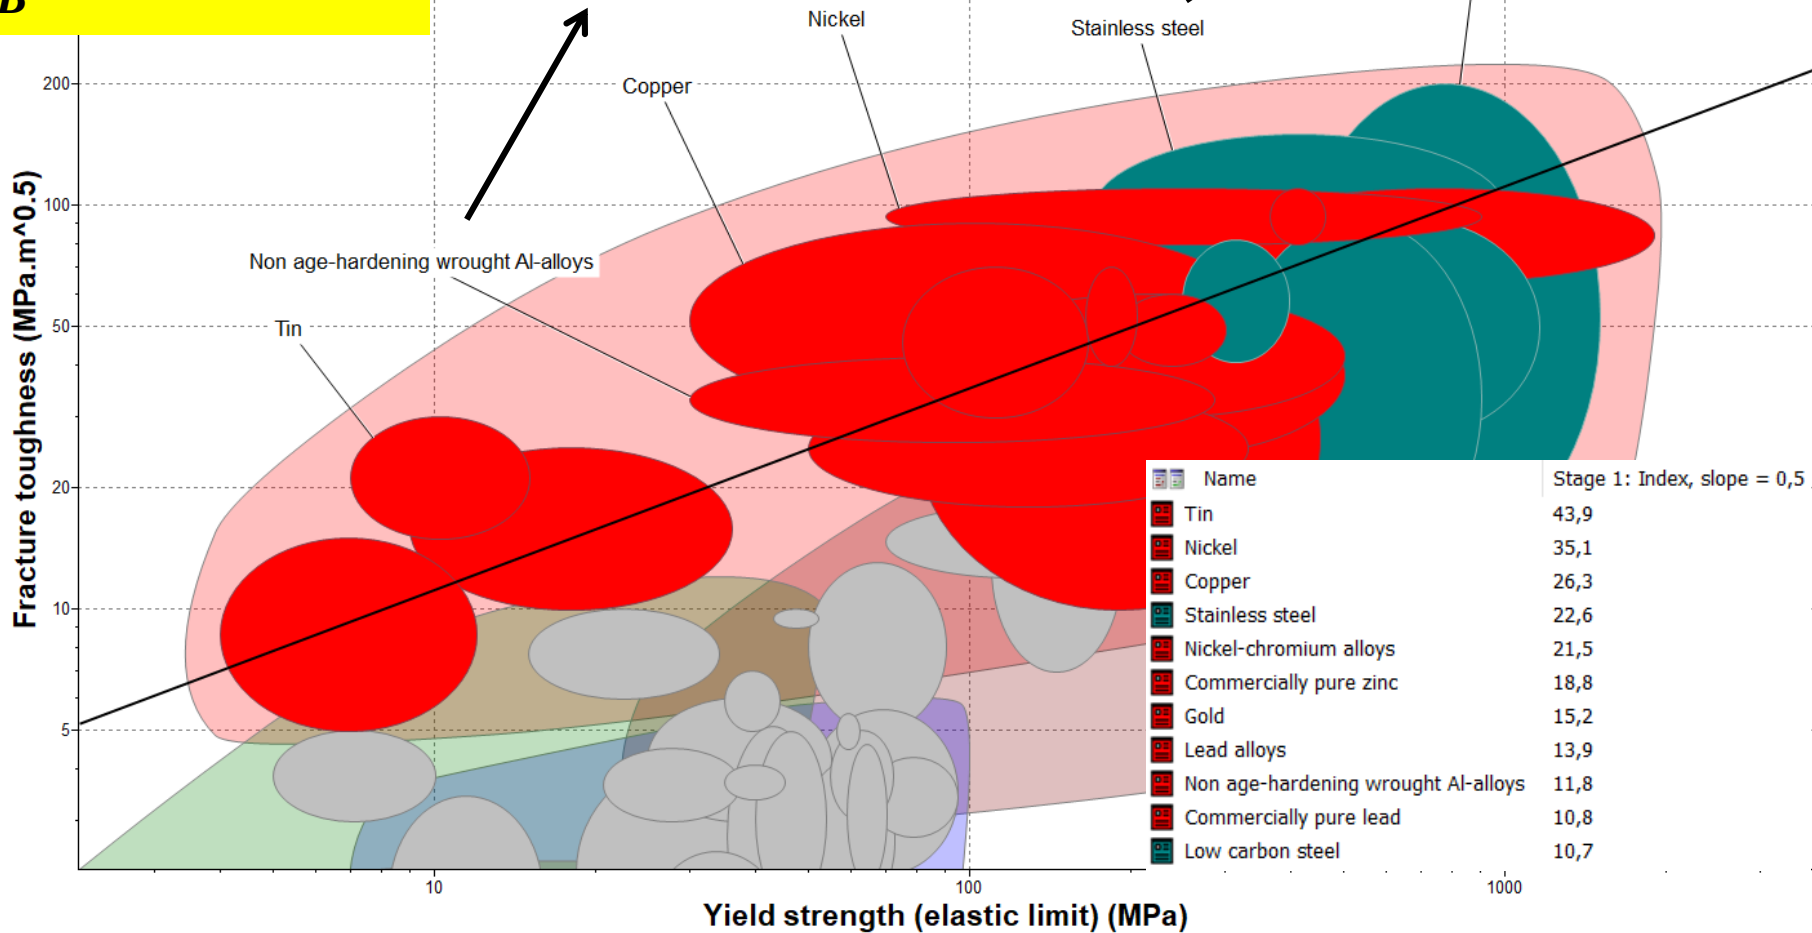 B
Nickel
Stainless steel
Copper
Non age-hardening wrought Al-alloys
Tin
Fracture toughness (MPa.m^0.5)
200
100
50
20
10
5
10
100
1000
Yield strength (elastic limit) (MPa)
Name Stage 1: Index, slope = 0,5
Tin 43,9
Nickel 35,1
Copper 26,3
Stainless steel 22,6
Nickel-chromium alloys 21,5
Commercially pure zinc 18,8
Gold 15,2
Lead alloys 13,9
Non age-hardening wrought Al-alloys 11,8
Commercially pure lead 10,8
Low carbon steel 10,7